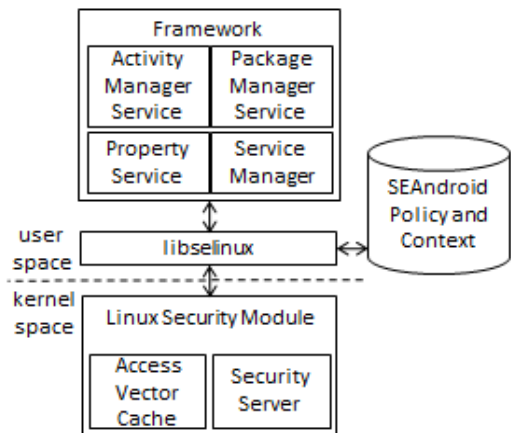 Framework
Activity
Manager
Service
Package
Manager
Service
Property
Service
Service
Manager
SEAndroid
Policy and
Context
user
space
libselinux
kernel
space
Linux Security Module
Access
Vector
Cache
Security
Server